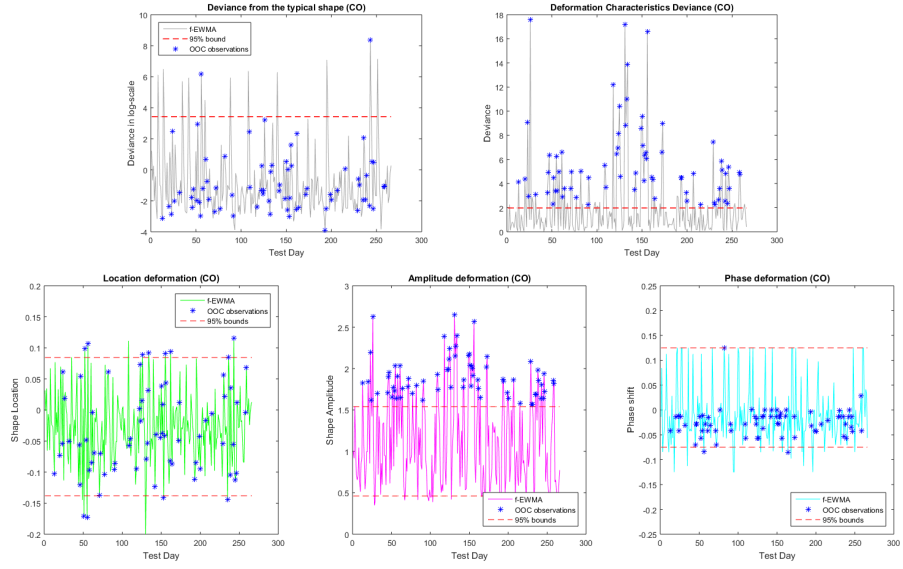 Deviance from the typical shape (CO)
Deviance in log-scale
10
8
6
4
2
0
-2
-4
0
50
100
150
200
250
300
Test Day
f-EWMA
95% bound
OOC observations
Deformation Characteristics Deviance (CO)
Deviance
18
16
14
12
10
8
6
4
2
0
0
50
100
150
200
250
300
Test Day
Location deformation (CO)
Shape Location
0.2
0.15
0.1
0.05
0
-0.05
-0.1
-0.15
-0.2
0
50
100
150
200
250
300
Test Day
f-EWMA
OOC observations
95% bounds
Amplitude deformation (CO)
Shape Amplitude
3
2.5
2
1.5
1
0.5
0
0
50
100
150
200
250
300
Test Day
f-EWMA
OOC observations
95% bounds
Phase deformation (CO)
Phase shift
0.25
0.2
0.15
0.1
0.05
0
-0.05
-0.1
-0.15
-0.2
-0.25
0
50
100
150
200
250
300
Test Day
f-EWMA
OOC observations
95% bounds